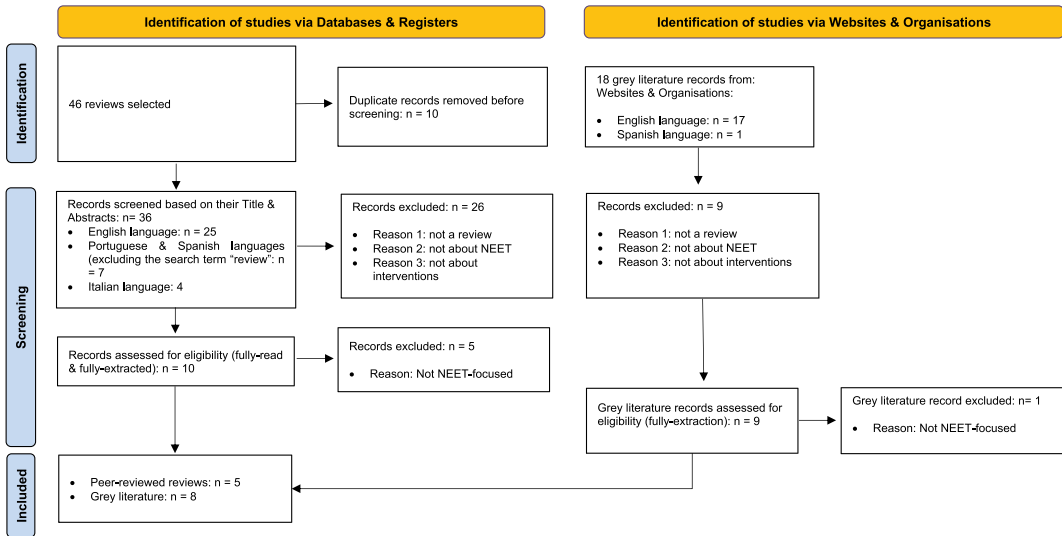 Identification of studies via Databases & Registers
Identification of studies via Websites & Organisations
Identification
46 reviews selected
Duplicate records removed before
screening: n = 10
18 grey literature records from:
Websites & Organisations:
• English language: n = 17
• Spanish language: n = 1
Screening
Records screened based on their Title &
Abstracts: n= 36
• English language: n = 25
• Portuguese & Spanish languages
(excluding the search term “review”: n
= 7
• Italian language: 4
Records excluded: n = 26
• Reason 1: not a review
• Reason 2: not about NEET
• Reason 3: not about
interventions
Records excluded: n = 9
• Reason 1: not a review
• Reason 2: not about NEET
• Reason 3: not about interventions
Records assessed for eligibility (fully-read
& fully-extracted): n = 10
Records excluded: n = 5
• Reason: Not NEET-focused
Grey literature records assessed for
eligibility (fully-extraction): n = 9
Grey literature record excluded: n= 1
• Reason: Not NEET-focused
Included
• Peer-reviewed reviews: n = 5
• Grey literature: n = 8